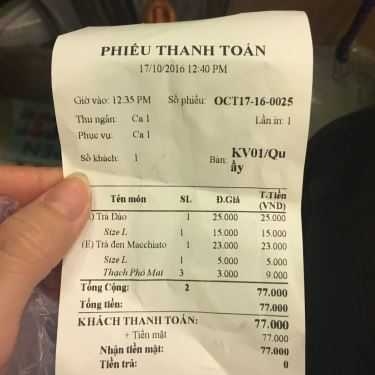 PHIẾU THANH TOÁN
17/10/2016 12:40 PM
Giờ vào: 12:35 PM Số phiếu: OCT17-16-0025
Thu ngân: Ca 1 Lần in: 1
Phục vụ: Ca 1
Số khách: 1 Bàn: KV01/Qu
ầy
Tên món SL Đ.Giá T.Tiền
(VND)
) Trà Đào 1 25.000 25.000
Size L 1 15.000 15.000
(E) Trà đen Macchiato 1 23.000 23.000
Size L 1 5.000 5.000
Thạch Phô Mai 3 3.000 9.000
Tổng Cộng: 2 77.000
Tổng tiền: 77.000
KHÁCH THANH TOÁN: 77.000
+ Tiền mặt 77.000
Nhận tiền mặt: 77.000
Tiền trả: 0